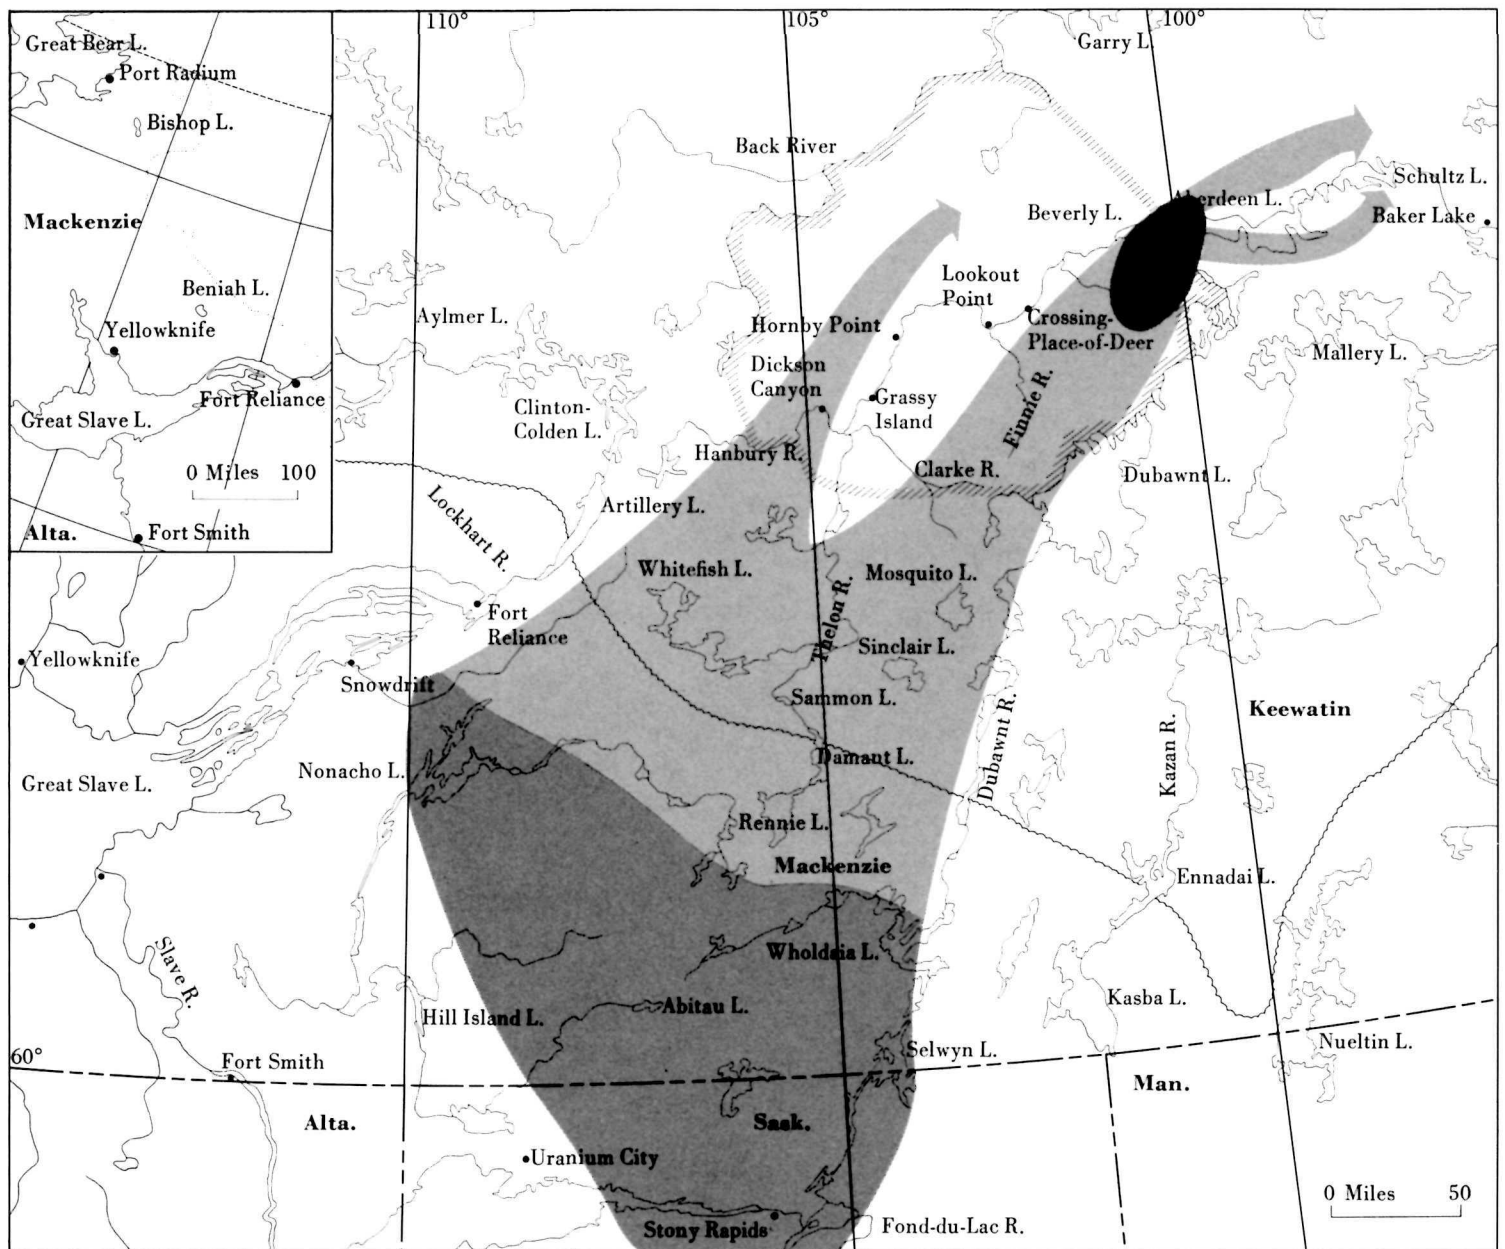 110°
105°
100°
Great Bear L.
Port Radium
Bishop L.
Mackenzie
Beniah L.
Yellowknife
Fort Reliance
Great Slave L.
0 Miles 100
Alta.
Fort Smith
Garry L.
Back River
Schultz L.
Aberdeen L.
Beverly L.
Baker Lake
Lookout
Point
Aylmer L.
Hornby Point
Crossing-
Place-of-Deer
Mallery L.
Dickson
Canyon
Grassy
Island
Finnie R.
Clinton-
Colden L.
Hanbury R.
Clarke R.
Dubawnt L.
Lockhart R.
Artillery L.
Whitefish L.
Mosquito L.
Thelon R.
Fort
Reliance
Sinclair L.
Yellowknife
Snowdrift
Sammon L.
Dubawnt R.
Kazan R.
Keewatin
Nonacho L.
Damant L.
Great Slave L.
Rennie L.
Mackenzie
Ennadai L.
Slave R.
Wholdaia L.
Kasba L.
Hill Island L.
Abitau L.
60°
Fort Smith
Selwyn L.
Nueltin L.
Man.
Alta.
Sask.
Uranium City
0 Miles 50
Stony Rapids
Fond-du-Lac R.